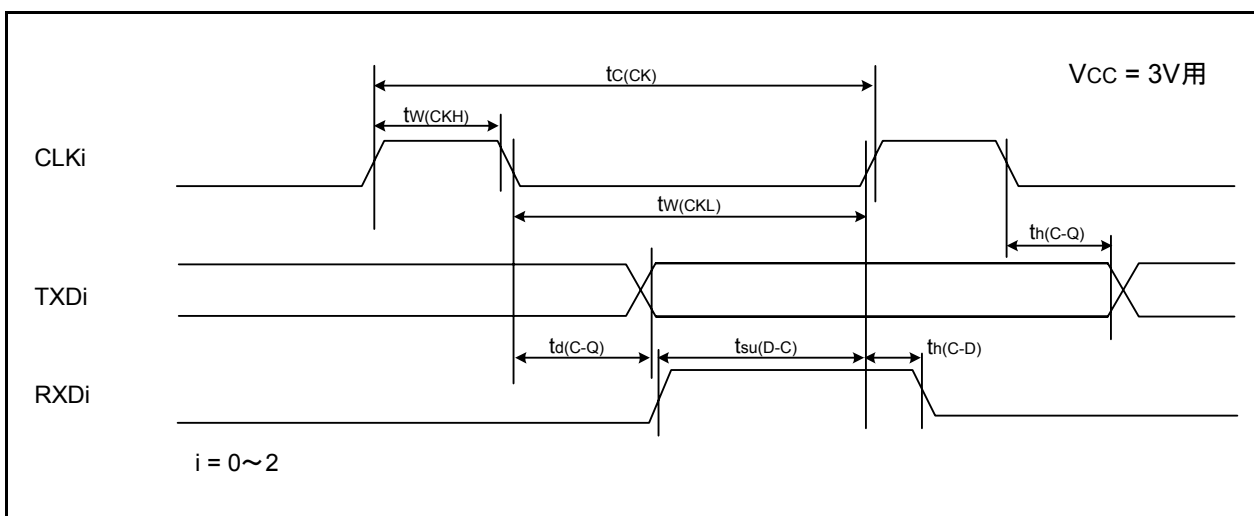 VCC = 3V用
tC(CK)
tW(CKH)
CLKi
tW(CKL)
th(C-Q)
TXDi
td(C-Q)
tsu(D-C)
th(C-D)
RXDi
i = 0～2